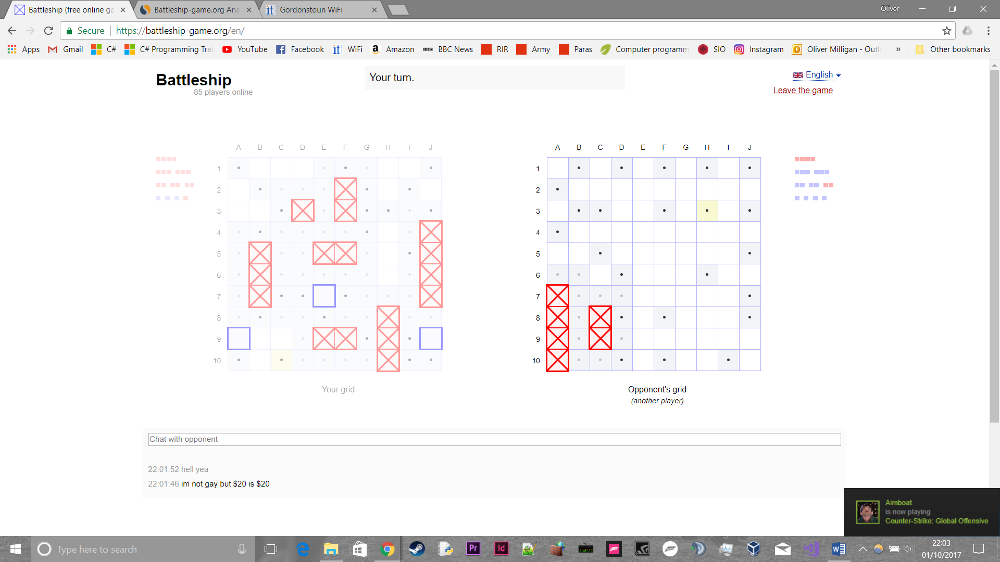 Battleship (free online ga
Battleship-game.org Ana
Gordonstoun WiFi
Oliver
Secure
https://battleship-game.org/en/
Apps
Gmail
C#
C# Programming Trai
YouTube
Facebook
it! WiFi
Amazon
BBC News
RIR
Army
Paras
Computer programm
SIO
Instagram
Oliver Milligan - Outl
»
Other bookmarks
Battleship
85 players online
Your turn.
English
Leave the game
A B C D E F G H I J
1
2
3
4
5
6
7
8
9
10
Your grid
A B C D E F G H I J
1
2
3
4
5
6
7
8
9
10
Opponent's grid
(another player)
Chat with opponent
22:01:52 hell yea
22:01:46 im not gay but $20 is $20
Aimboat
is now playing
Counter-Strike: Global Offensive
Type here to search
Pr
Id
22:03
01/10/2017